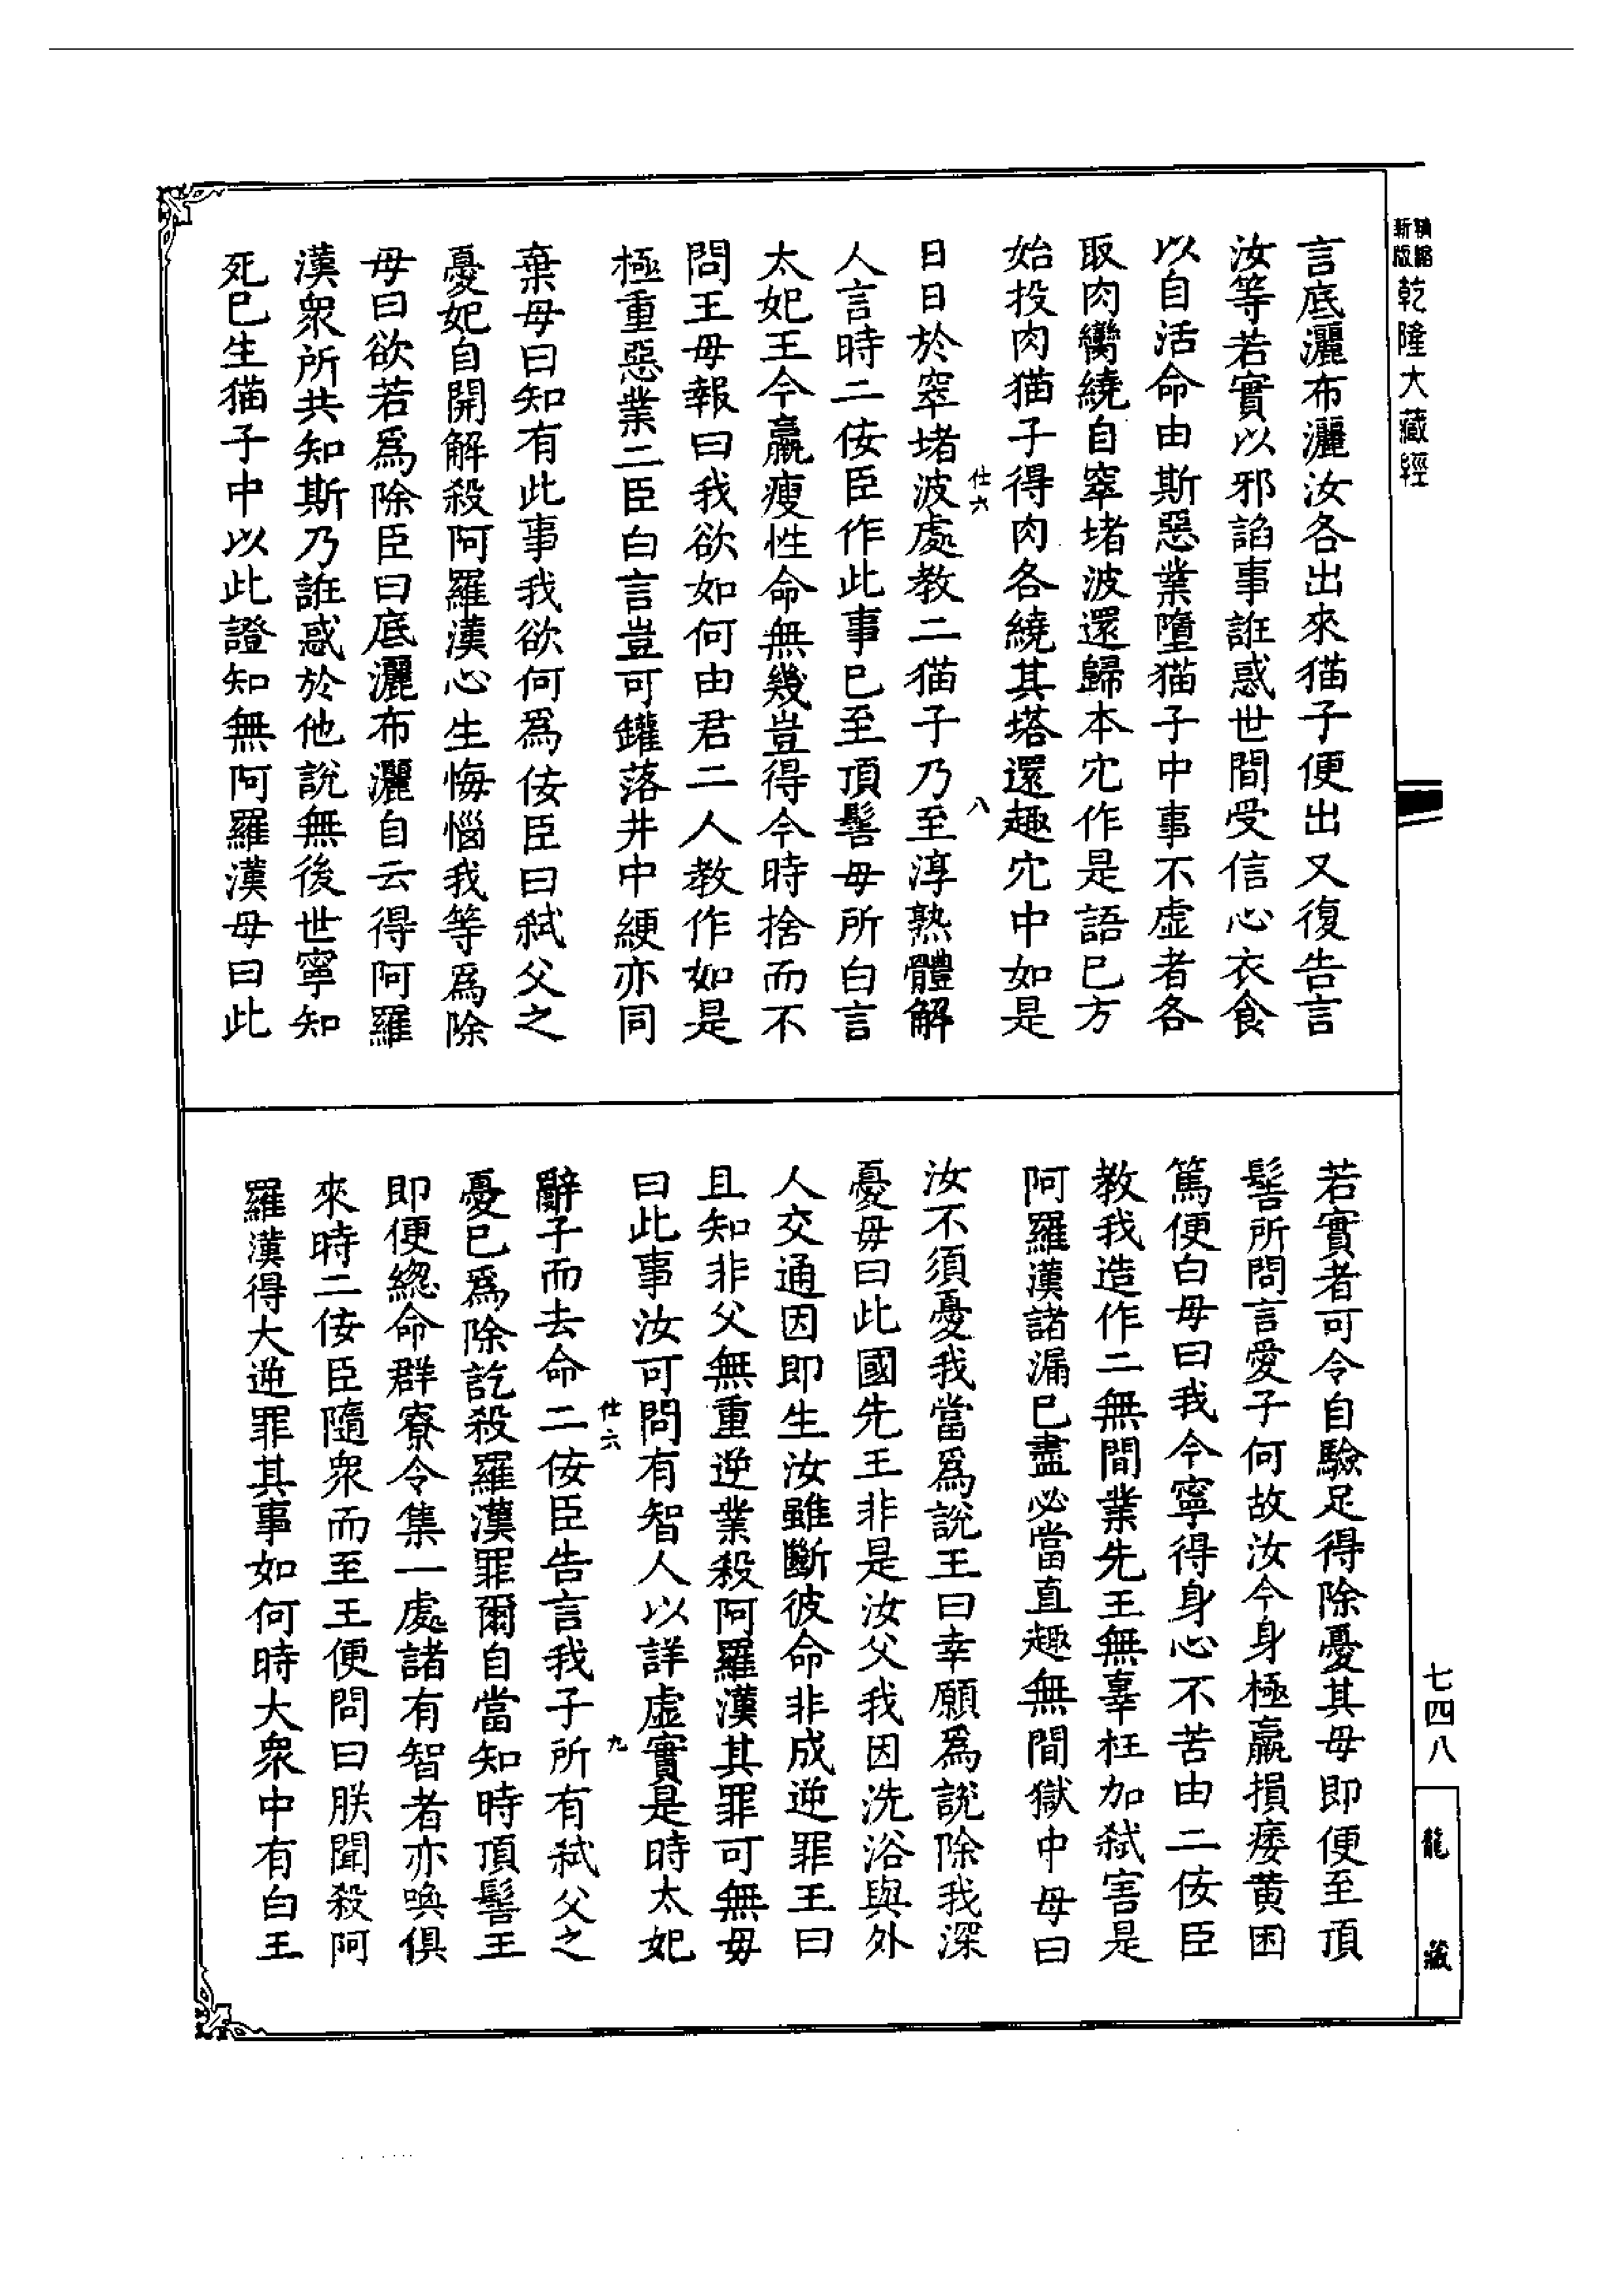 新版精縮乾隆大藏經
言底灑布灑汝各出來猫子便出又復告言
汝等若實以邪諂事誑惑世間受信心衣食
以自活命由斯惡業墮猫子中事不虛者各
取肉臠繞自窣堵波還歸本穴作是語已方
始投肉猫子得肉各繞其塔還趣穴中如是
仕六 八
日日於窣堵波處教二猫子乃至淳熟體解
人言時二侫臣作此事已至頂髻母所白言
太妃王今羸瘦性命無幾豈得今時捨而不
問王母報曰我欲如何由君二人教作如是
極重惡業二臣白言豈可罐落井中綆亦同
棄母曰知有此事我欲何爲侫臣曰弑父之
憂妃自開解殺阿羅漢心生悔惱我等爲除
母曰欲若爲除臣曰底灑布灑自云得阿羅
漢衆所共知斯乃誑惑於他說無後世寧知
死已生猫子中以此證知無阿羅漢母曰此
若實者可令自驗足得除憂其母即便至頂
髻所問言愛子何故汝今身極羸損痿黃困
篤便白母曰我今寧得身心不苦由二侫臣
教我造作二無間業先王無辜枉加弑害是
阿羅漢諸漏已盡必當直趣無間獄中母曰
汝不須憂我當爲說王曰幸願爲說除我深
憂母曰此國先王非是汝父我因洗浴與外
人交通因即生汝雖斷彼命非成逆罪王曰
且知非父無重逆業殺阿羅漢其罪可無母
曰此事汝可問有智人以詳虛實是時太妃
仕六 九
辭子而去命二侫臣告言我子所有弑父之
憂已爲除訖殺羅漢罪爾自當知時頂髻王
即便緫命群寮令集一處諸有智者亦喚俱
來時二侫臣隨衆而至王便問曰朕聞殺阿
羅漢得大逆罪其事如何時大衆中有白王
七四八
龍藏